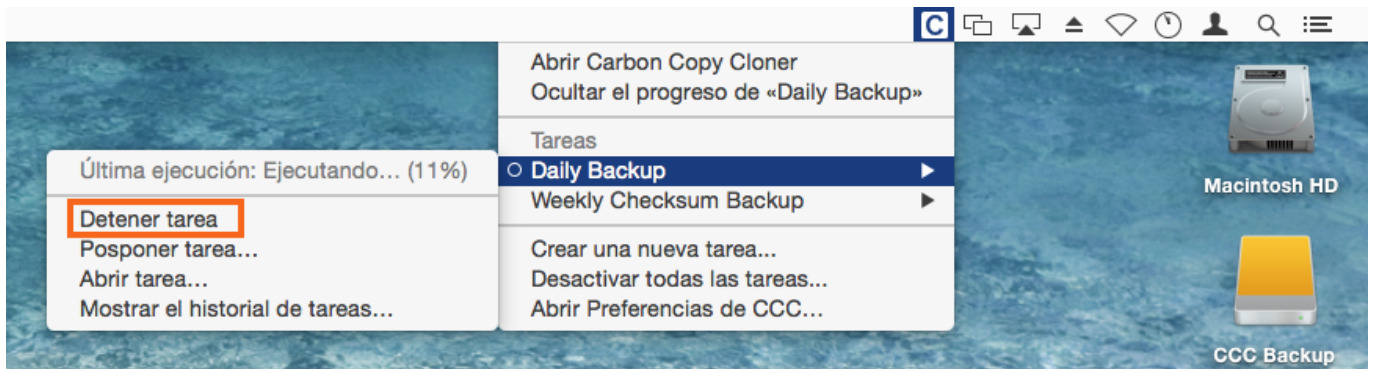 C
Abrir Carbon Copy Cloner
Ocultar el progreso de «Daily Backup»
Tareas
Daily Backup
Weekly Checksum Backup
Crear una nueva tarea...
Desactivar todas las tareas...
Abrir Preferencias de CCC...
Última ejecución: Ejecutando... (11%)
Detener tarea
Posponer tarea...
Abrir tarea...
Mostrar el historial de tareas...
Macintosh HD
CCC Backup